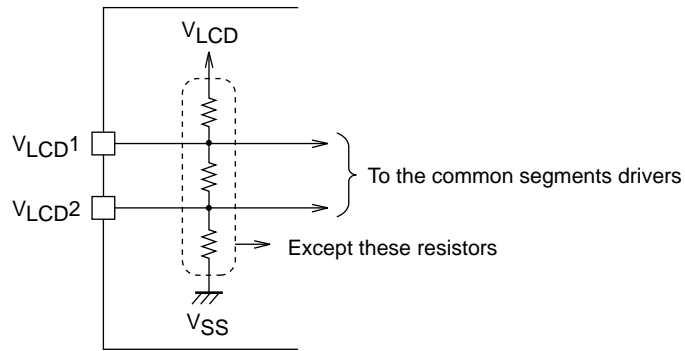 VLCD
VLCD1
To the common segments drivers
VLCD2
Except these resistors
VSS